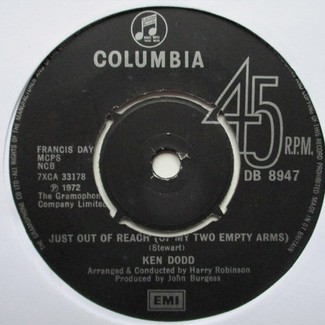 COLUMBIA
45 R.P.M.
FRANCIS DAY
MCPS
NCB
7XCA 33178
℗ 1972
The Gramophone
Company Limited
DB 8947
JUST OUT OF REACH (OF MY TWO EMPTY ARMS)
(Stewart)
KEN DODD
Arranged & Conducted by Harry Robinson
Produced by John Burgess
EMI